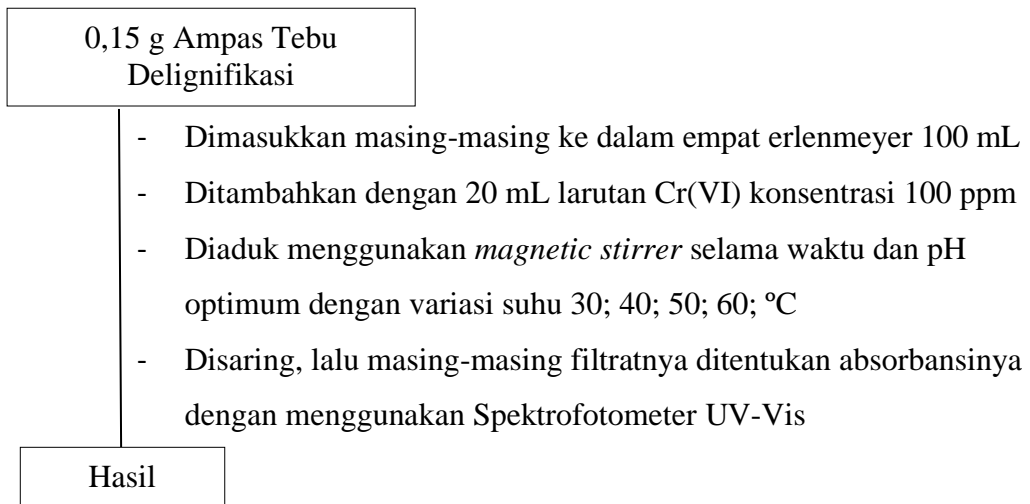 0,15 g Ampas Tebu
Delignifikasi
- Dimasukkan masing-masing ke dalam empat erlenmeyer 100 mL
- Ditambahkan dengan 20 mL larutan Cr(VI) konsentrasi 100 ppm
- Diaduk menggunakan magnetic stirrer selama waktu dan pH
optimum dengan variasi suhu 30; 40; 50; 60; ºC
- Disaring, lalu masing-masing filtratnya ditentukan absorbansinya
dengan menggunakan Spektrofotometer UV-Vis
Hasil